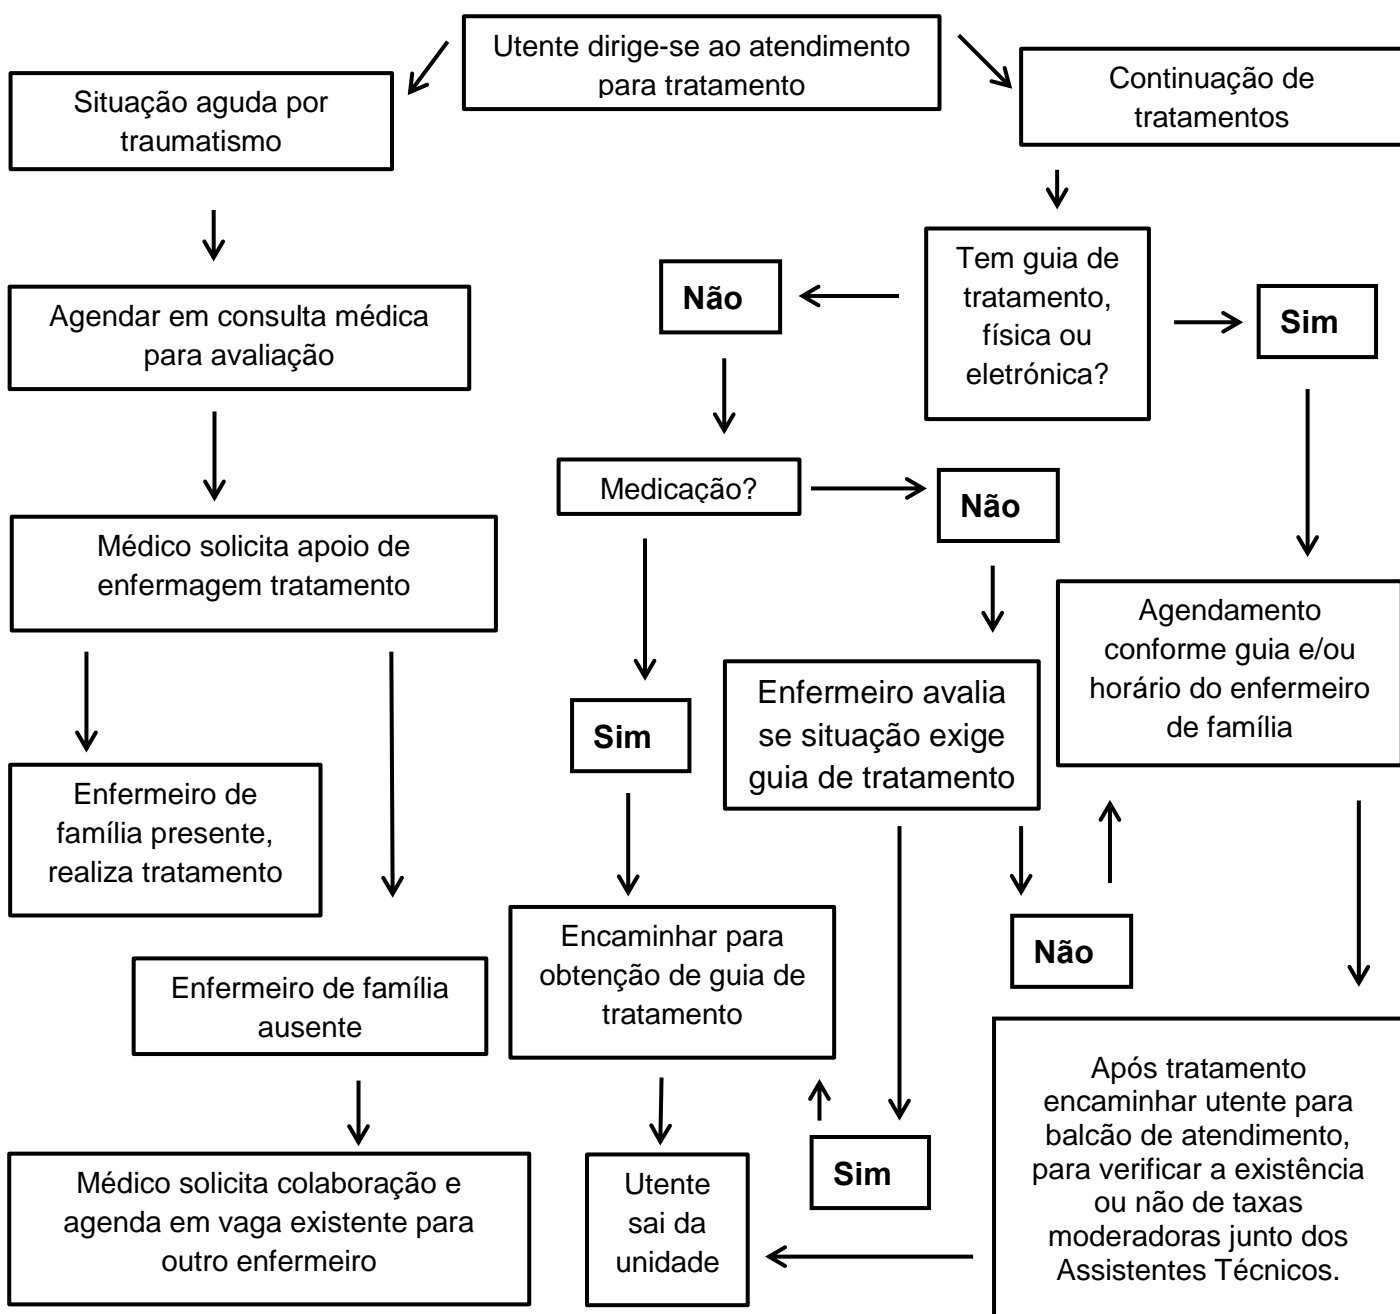 Utente dirige-se ao atendimento
para tratamento
Situação aguda por
traumatismo
Continuação de
tratamentos
Agendar em consulta médica
para avaliação
Não
Tem guia de
tratamento,
física ou
eletrónica?
Sim
Medicação?
Não
Médico solicita apoio de
enfermagem tratamento
Sim
Enfermeiro avalia
se situação exige
guia de tratamento
Agendamento
conforme guia e/ou
horário do enfermeiro
de família
Enfermeiro de
família presente,
realiza tratamento
Encaminhar para
obtenção de guia de
tratamento
Não
Enfermeiro de família
ausente
Sim
Após tratamento
encaminhar utente para
balcão de atendimento,
para verificar a existência
ou não de taxas
moderadoras junto dos
Assistentes Técnicos.
Médico solicita colaboração e
agenda em vaga existente para
outro enfermeiro
Utente
sai da
unidade